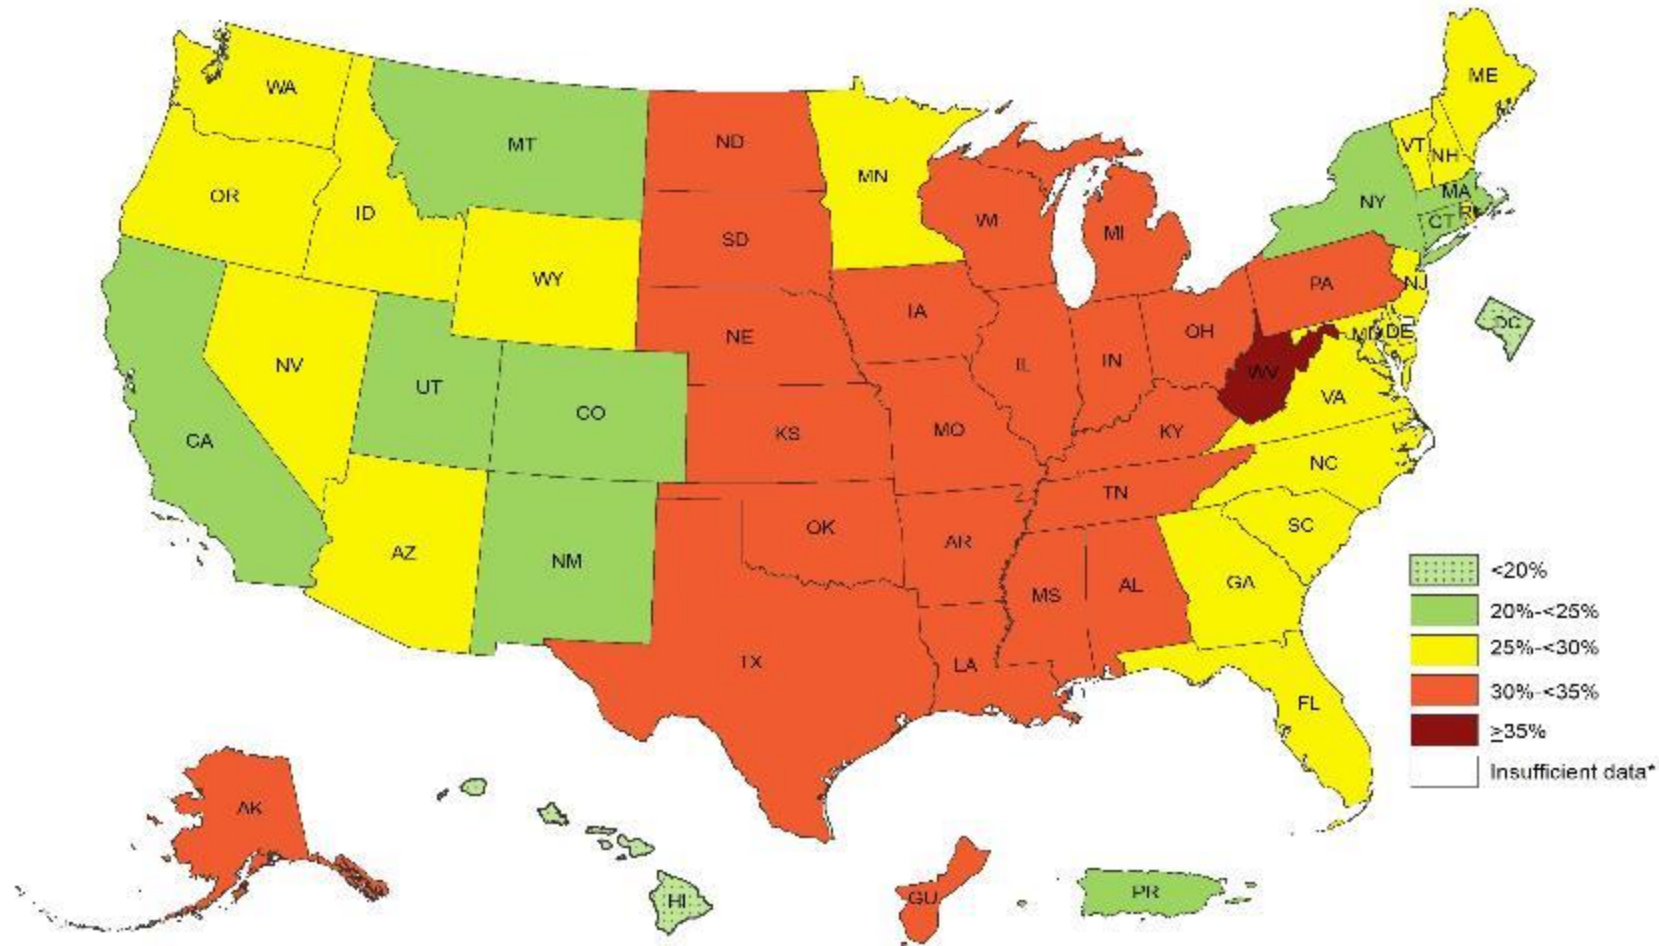 WA
ME
MT
ND
VT
NH
MN
OR
ID
MA
NY
RI
CT
WI
SD
MI
WY
PA
NJ
IA
NE
OH
MD
DE
DC
NV
IL
IN
WV
UT
CO
VA
CA
KS
MO
KY
NC
TN
SC
OK
AR
AZ
NM
GA
AL
MS
TX
LA
FL
<20%
20%-<25%
25%-<30%
30%-<35%
≥35%
Insufficient data*
AK
HI
GU
PR